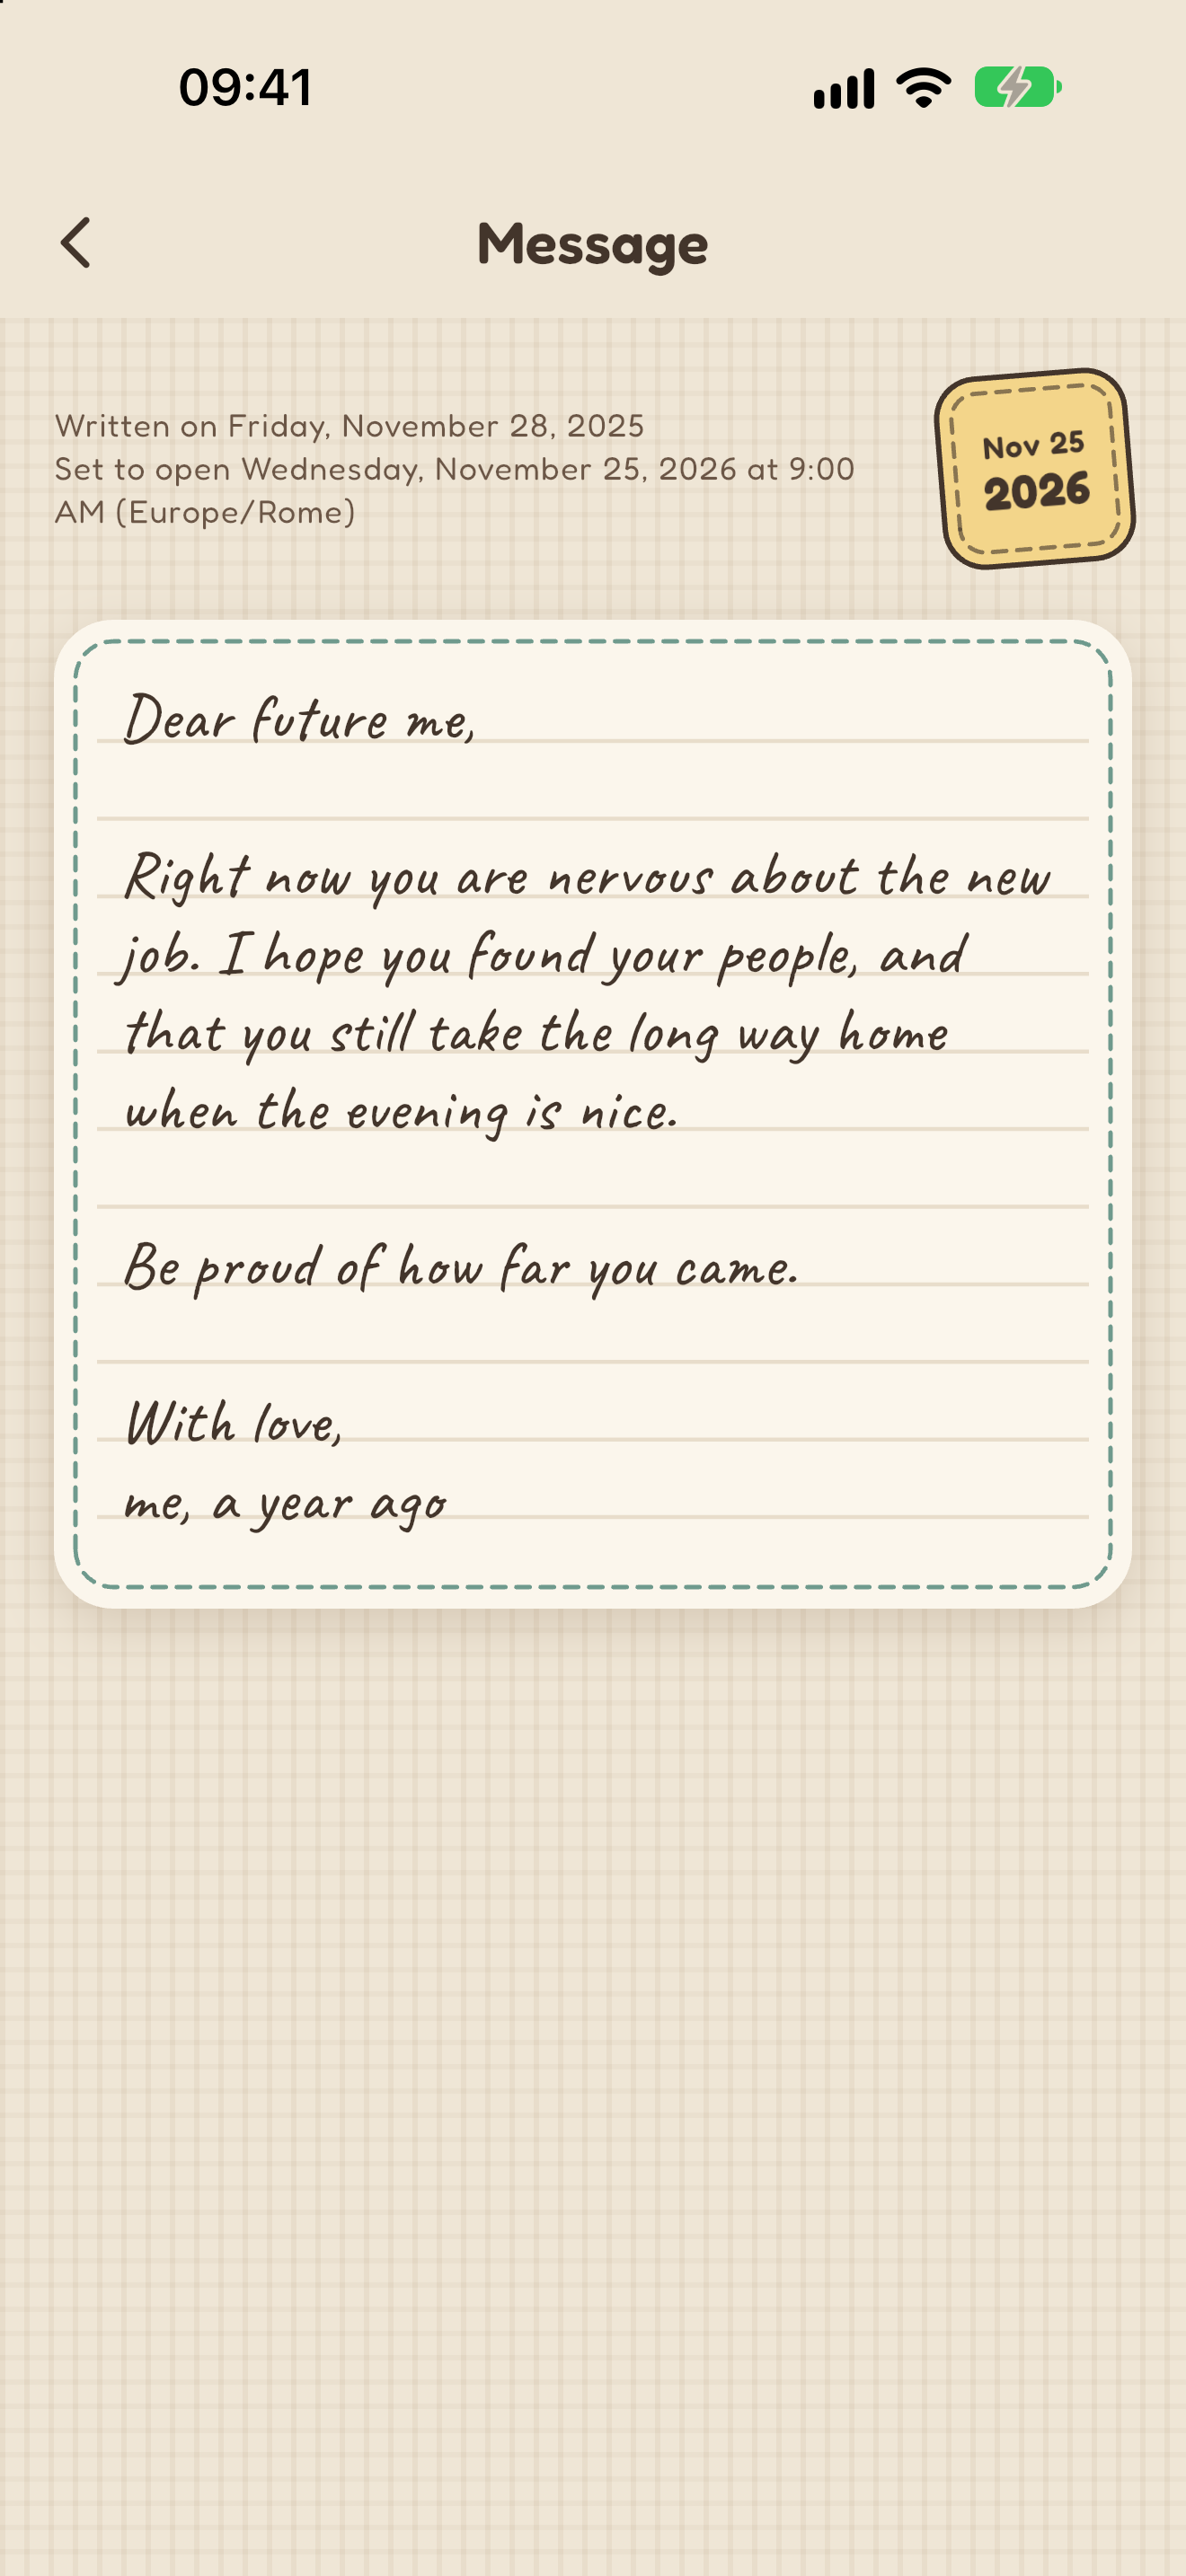 09:41
Message
Written on Friday, November 28, 2025
Set to open Wednesday, November 25, 2026 at 9:00
AM (Europe/Rome)
Nov 25
2026
Dear future me,
Right now you are nervous about the new
job. I hope you found your people, and
that you still take the long way home
when the evening is nice.
Be proud of how far you came.
With love,
me, a year ago